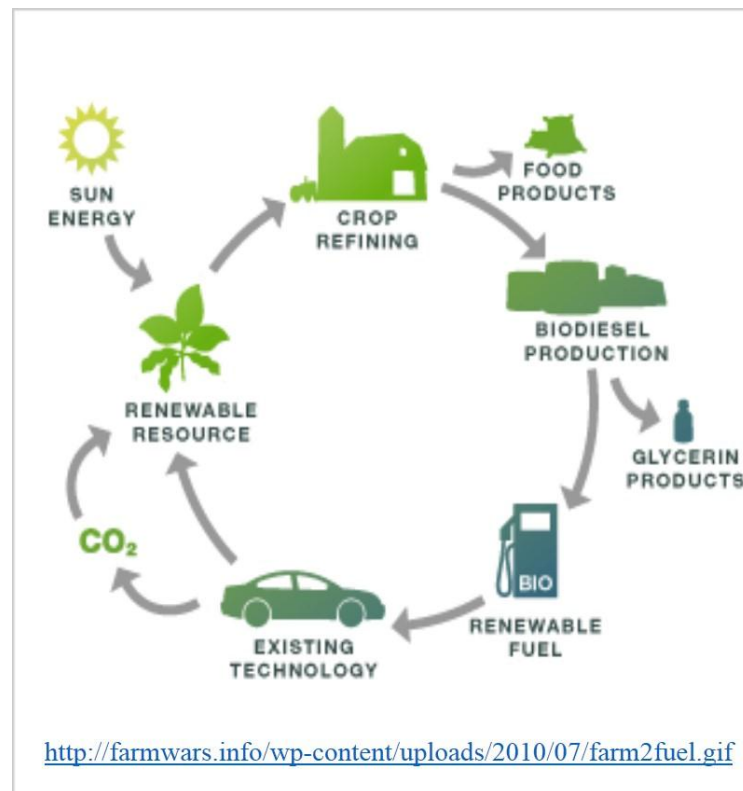 SUN
ENERGY
CROP
REFINING
FOOD
PRODUCTS
BIODIESEL
PRODUCTION
GLYCERIN
PRODUCTS
BIO
RENEWABLE
FUEL
EXISTING
TECHNOLOGY
CO₂
RENEWABLE
RESOURCE
http://farmwars.info/wp-content/uploads/2010/07/farm2fuel.gif